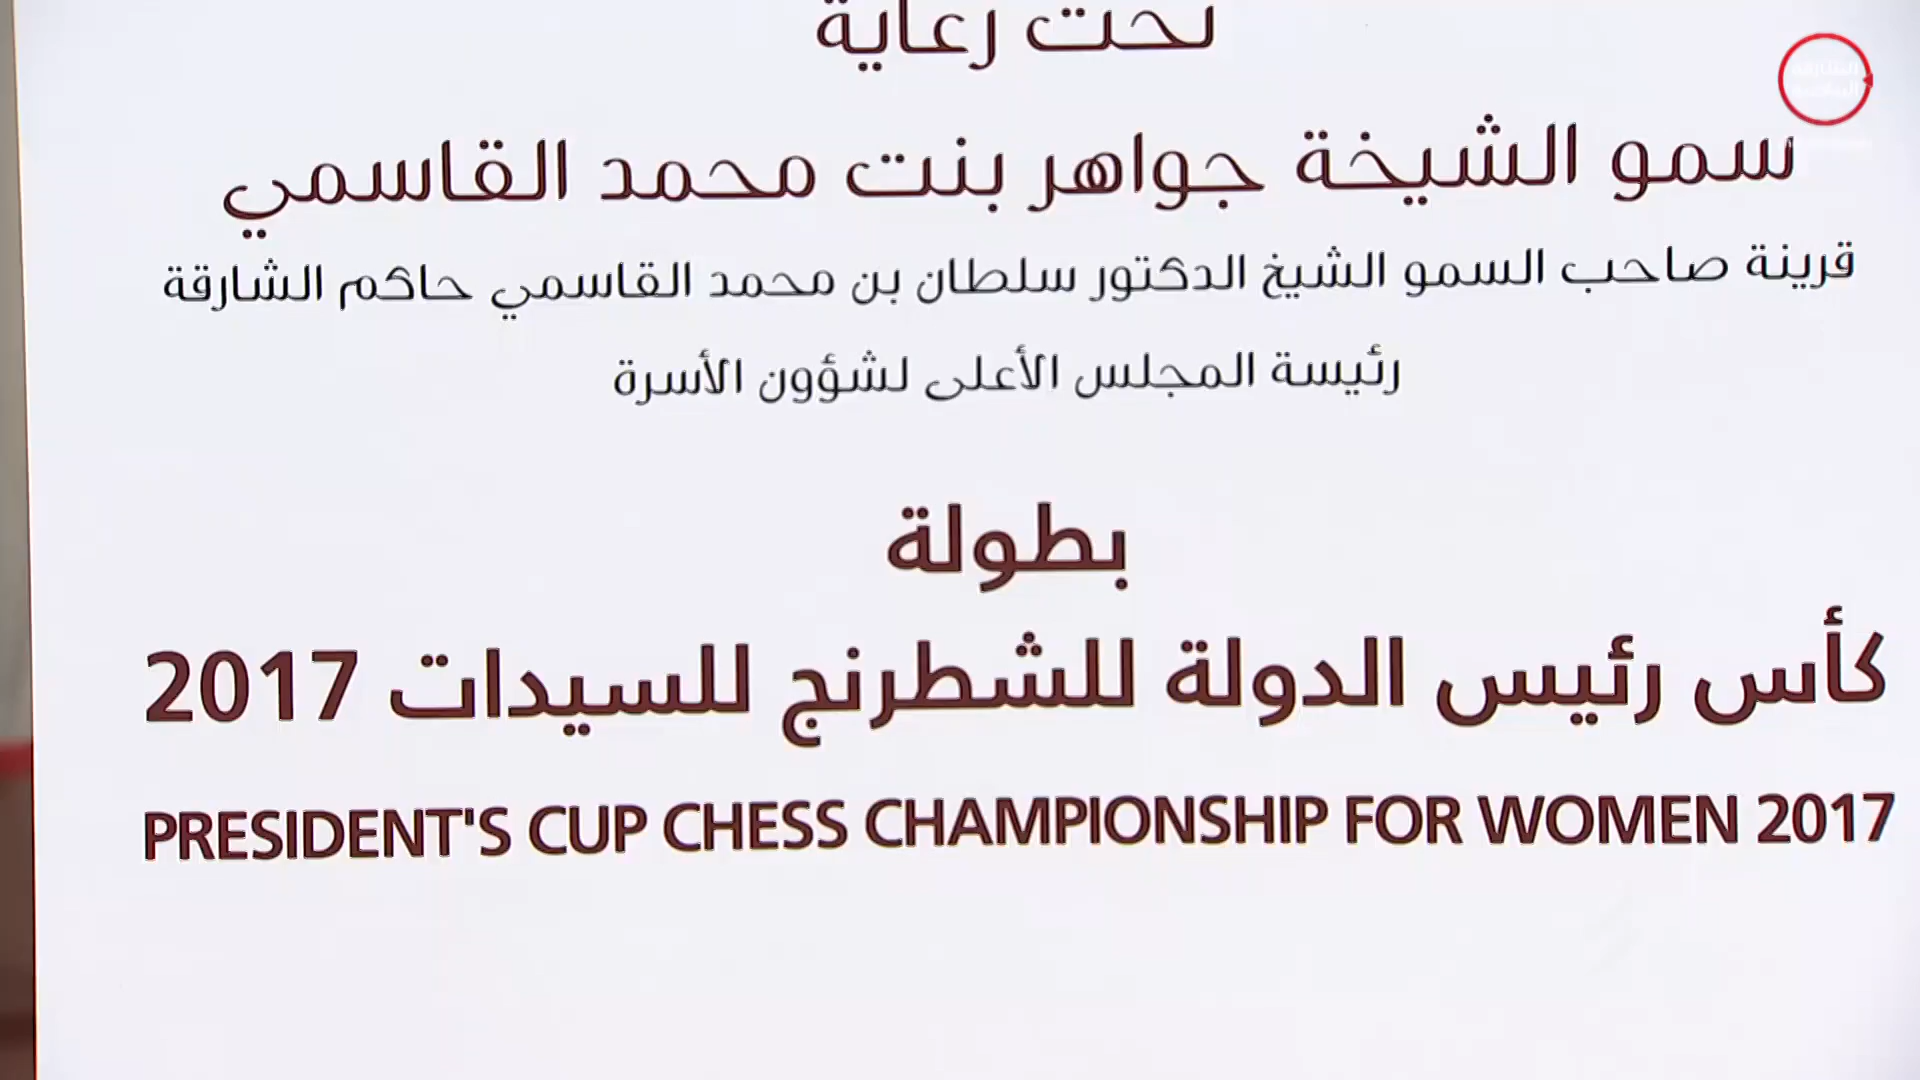 تحت رعاية
سمو الشيخة جواهر بنت محمد القاسمي
قرينة صاحب السمو الشيخ الدكتور سلطان بن محمد القاسمي حاكم الشارقة
رئيسة المجلس الأعلى لشؤون الأسرة
بطولة
كأس رئيس الدولة للشطرنج للسيدات 2017
PRESIDENT'S CUP CHESS CHAMPIONSHIP FOR WOMEN 2017